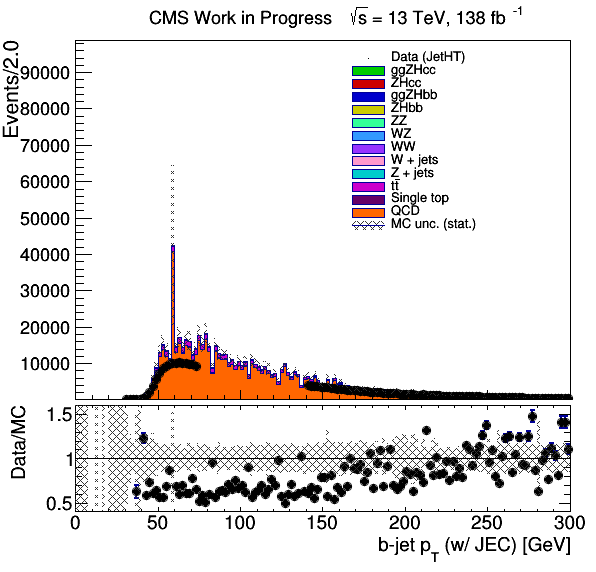 CMS Work in Progress √s = 13 TeV, 138 fb⁻¹
Events/2.0
90000
80000
70000
60000
50000
40000
30000
20000
10000
Data (JetHT)
ggZHcc
ZHcc
ggZHbb
ZHbb
ZZ
WZ
WW
W + jets
Z + jets
tt̄
Single top
QCD
MC unc. (stat.)
Data/MC
1.5
1
0.5
0 50 100 150 200 250 300
b-jet p_T (w/ JEC) [GeV]